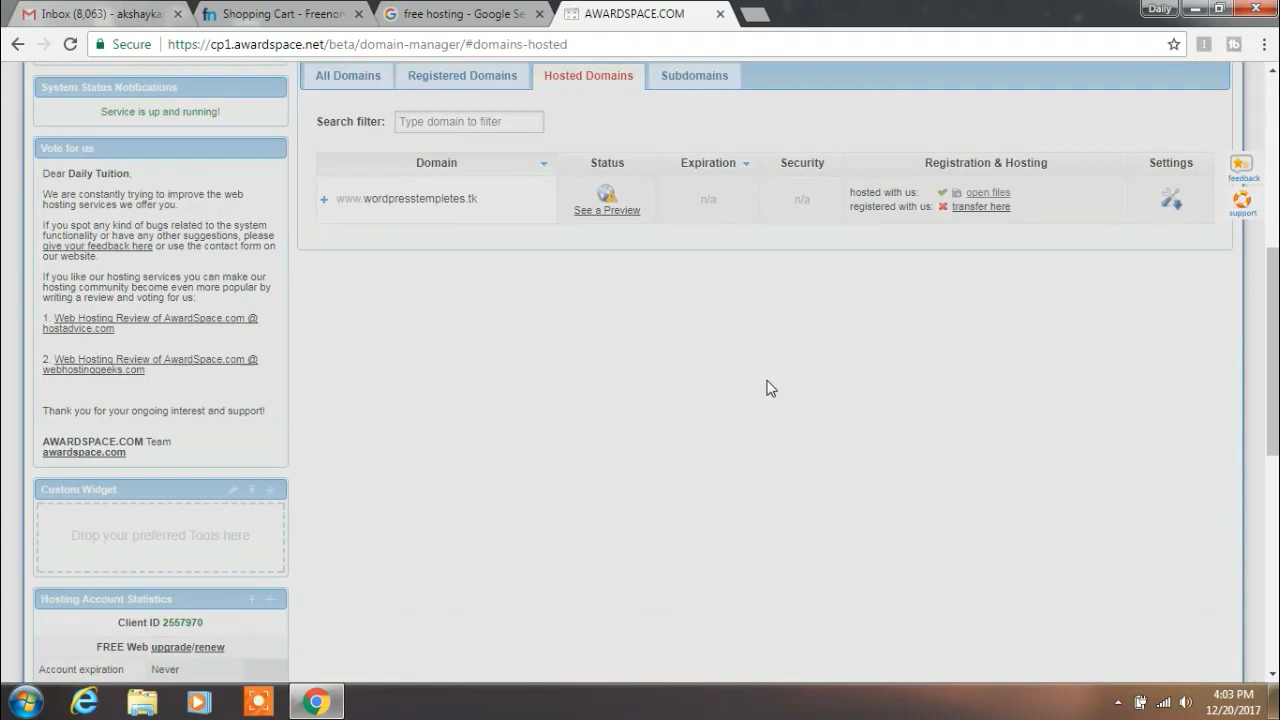 Inbox (8,063) - akshayka
Shopping Cart - Freenor
free hosting - Google Se
AWARDSPACE.COM
Daily
Secure
https://cp1.awardspace.net/beta/domain-manager/#domains-hosted
System Status Notifications
Service is up and running!
Vote for us
Dear Daily Tuition,
We are constantly trying to improve the web
hosting services we offer you.
If you spot any kind of bugs related to the system
functionality or have any other suggestions, please
give your feedback here or use the contact form on
our website.
If you like our hosting services you can make our
hosting community become even more popular by
writing a review and voting for us:
1. Web Hosting Review of AwardSpace.com @
hostadvice.com
2. Web Hosting Review of AwardSpace.com @
webhostinggeeks.com
Thank you for your ongoing interest and support!
AWARDSPACE.COM Team
awardspace.com
Custom Widget
Drop your preferred Tools here
Hosting Account Statistics
Client ID 2557970
FREE Web upgrade/renew
Account expiration Never
All Domains
Registered Domains
Hosted Domains
Subdomains
Search filter:
Type domain to filter
Domain
Status
Expiration
Security
Registration & Hosting
Settings
www.wordpresstempletes.tk
See a Preview
n/a
n/a
hosted with us: open files
registered with us: transfer here
feedback
support
4:03 PM
12/20/2017